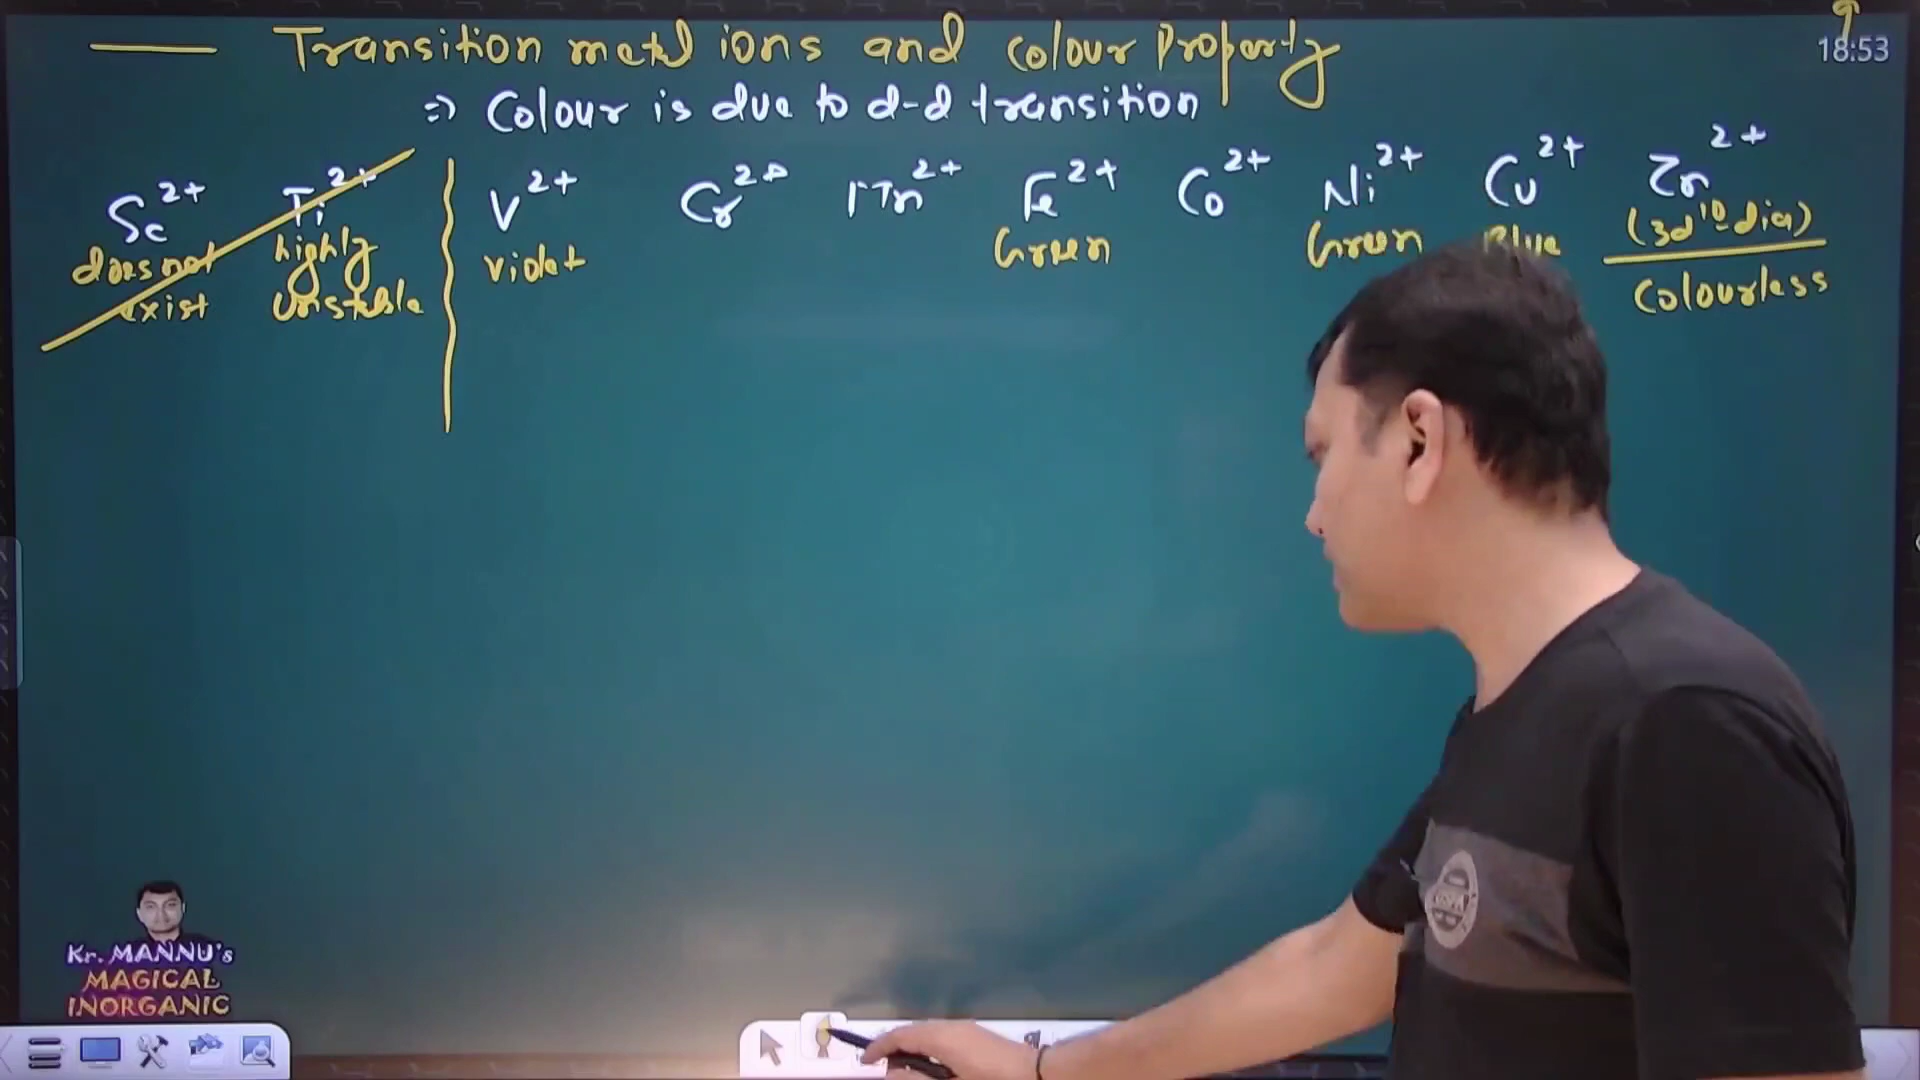 Transition metal ions and colour Property
18:53
=> Colour is due to d-d transition
Sc²⁺ Ti²⁺ V²⁺ Cr²⁺ Mn²⁺ Fe²⁺ Co²⁺ Ni²⁺ Cu²⁺ Zn²⁺
does not exist
highly unstable
violet
Green
Green
Blue
(3d¹⁰-dia)
Colourless
Kr. MANNU's
MAGICAL
INORGANIC